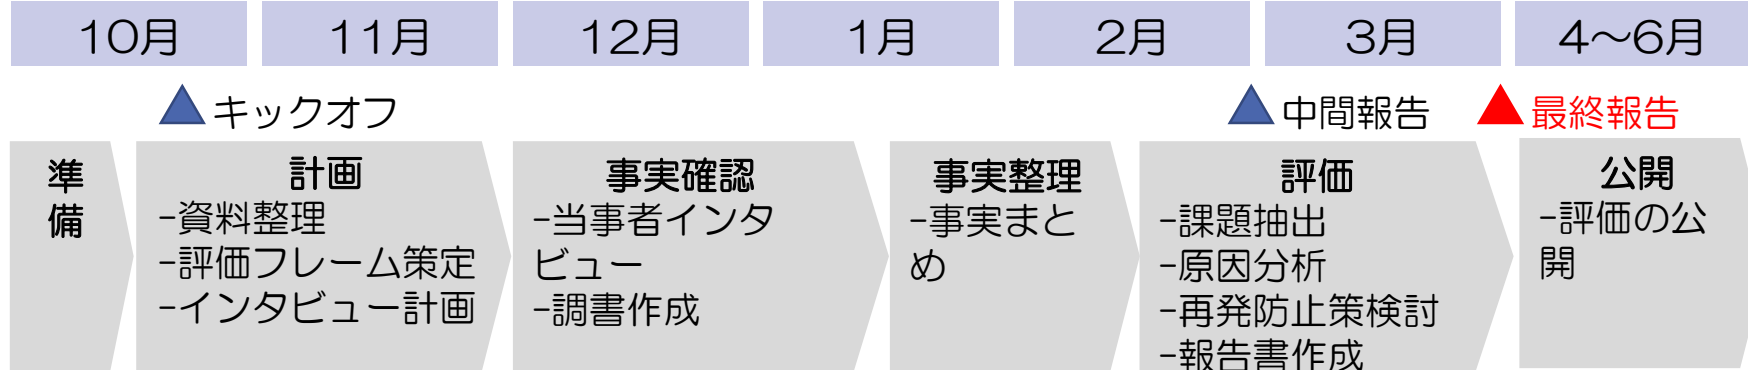 10月 11月 12月 1月 2月 3月 4～6月
キックオフ 中間報告 最終報告
準
備
計画
-資料整理
-評価フレーム策定
-インタビュー計画
事実確認
-当事者インタ
ビュー
-調書作成
事実整理
-事実まと
め
評価
-課題抽出
-原因分析
-再発防止策検討
-報告書作成
公開
-評価の公
開